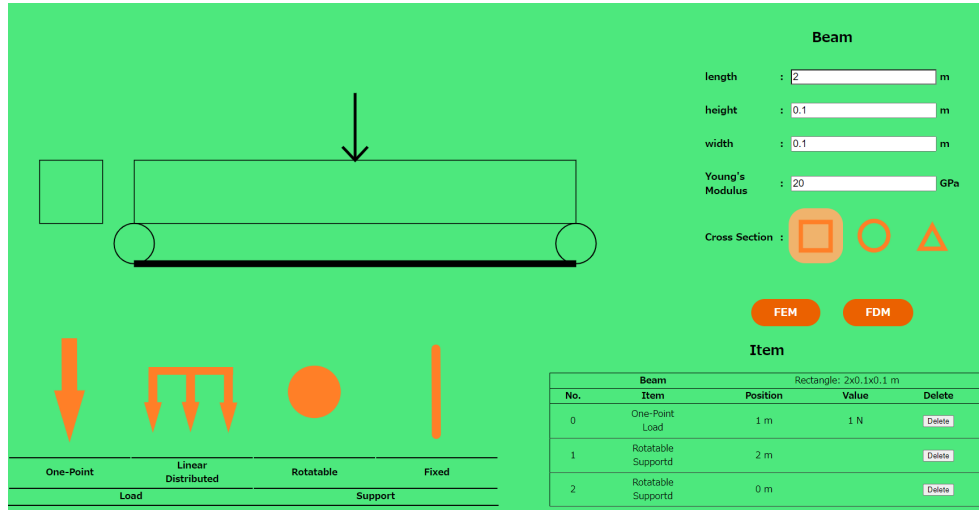 Beam
length : 2 m
height : 0.1 m
width : 0.1 m
Young's
Modulus : 20 GPa
Cross Section :
FEM FDM
Item
Beam Rectangle: 2x0.1x0.1 m
No. Item Position Value Delete
0 One-Point
Load 1 m 1 N Delete
1 Rotatable
Supportd 2 m Delete
2 Rotatable
Supportd 0 m Delete
One-Point Linear
Distributed Rotatable Fixed
Load Support